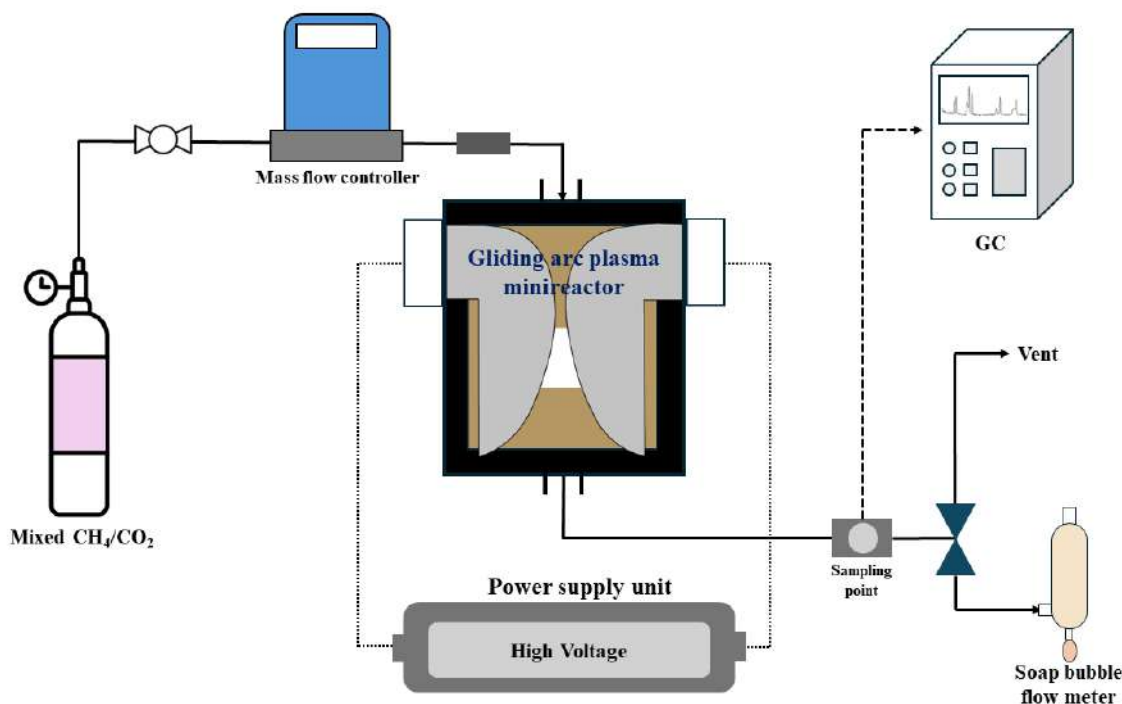 Mass flow controller
GC
Gliding arc plasma
minireactor
Vent
Mixed CH₄/CO₂
Sampling
point
Power supply unit
High Voltage
Soap bubble
flow meter